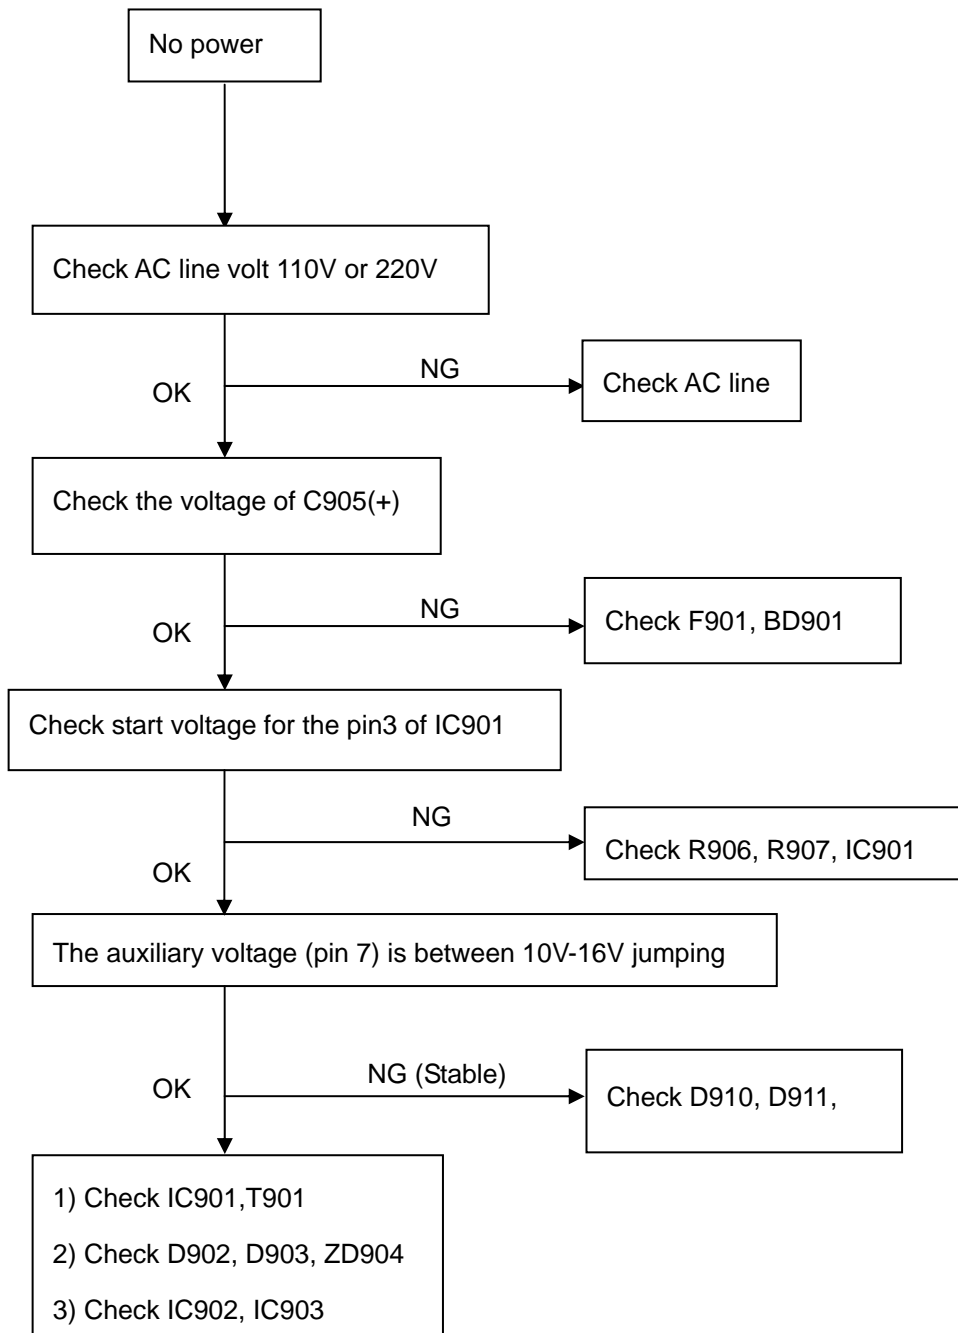 No power
Check AC line volt 110V or 220V
NG
OK
Check AC line
Check the voltage of C905(+)
NG
OK
Check F901, BD901
Check start voltage for the pin3 of IC901
NG
OK
Check R906, R907, IC901
The auxiliary voltage (pin 7) is between 10V-16V jumping
NG (Stable)
OK
Check D910, D911,
1) Check IC901,T901
2) Check D902, D903, ZD904
3) Check IC902, IC903